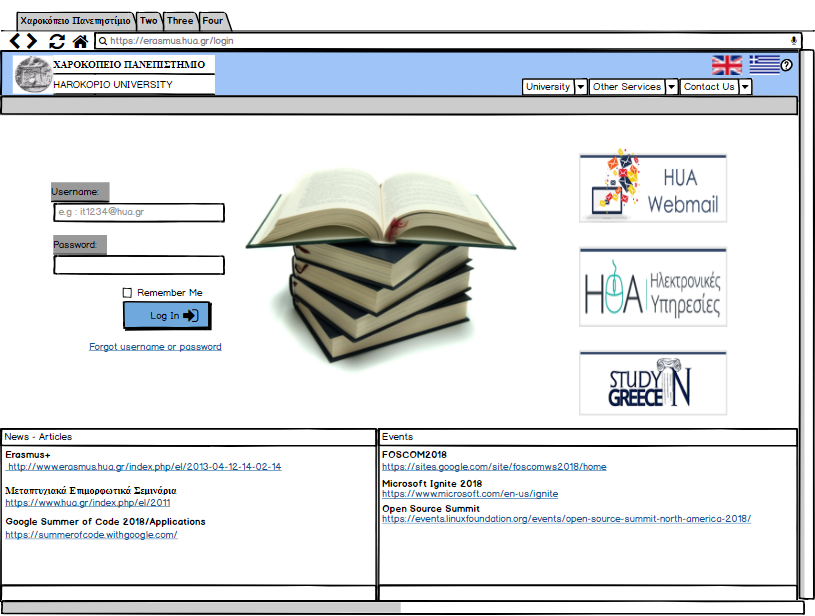 Χαροκόπειο Πανεπηστίμιο Two Three Four
https://erasmus.hua.gr/login
ΧΑΡΟΚΟΠΕΙΟ ΠΑΝΕΠΙΣΤΗΜΙΟ
HAROKOPIO UNIVERSITY
University Other Services Contact Us
Username:
e.g : it1234@hua.gr
Password:
Remember Me
Log In
Forgot username or password
HUA
Webmail
HUA Ηλεκτρονικές
Υπηρεσίες
STUDY IN
GREECE
News - Articles
Erasmus+
http://www.erasmus.hua.gr/index.php/el/2013-04-12-14-02-14
Μεταπτυχιακά Επιμορφωτικά Σεμινάρια
https://www.hua.gr/index.php/el/2011
Google Summer of Code 2018/Applications
https://summerofcode.withgoogle.com/
Events
FOSCOM2018
https://sites.google.com/site/foscomws2018/home
Microsoft Ignite 2018
https://www.microsoft.com/en-us/ignite
Open Source Summit
https://events.linuxfoundation.org/events/open-source-summit-north-america-2018/